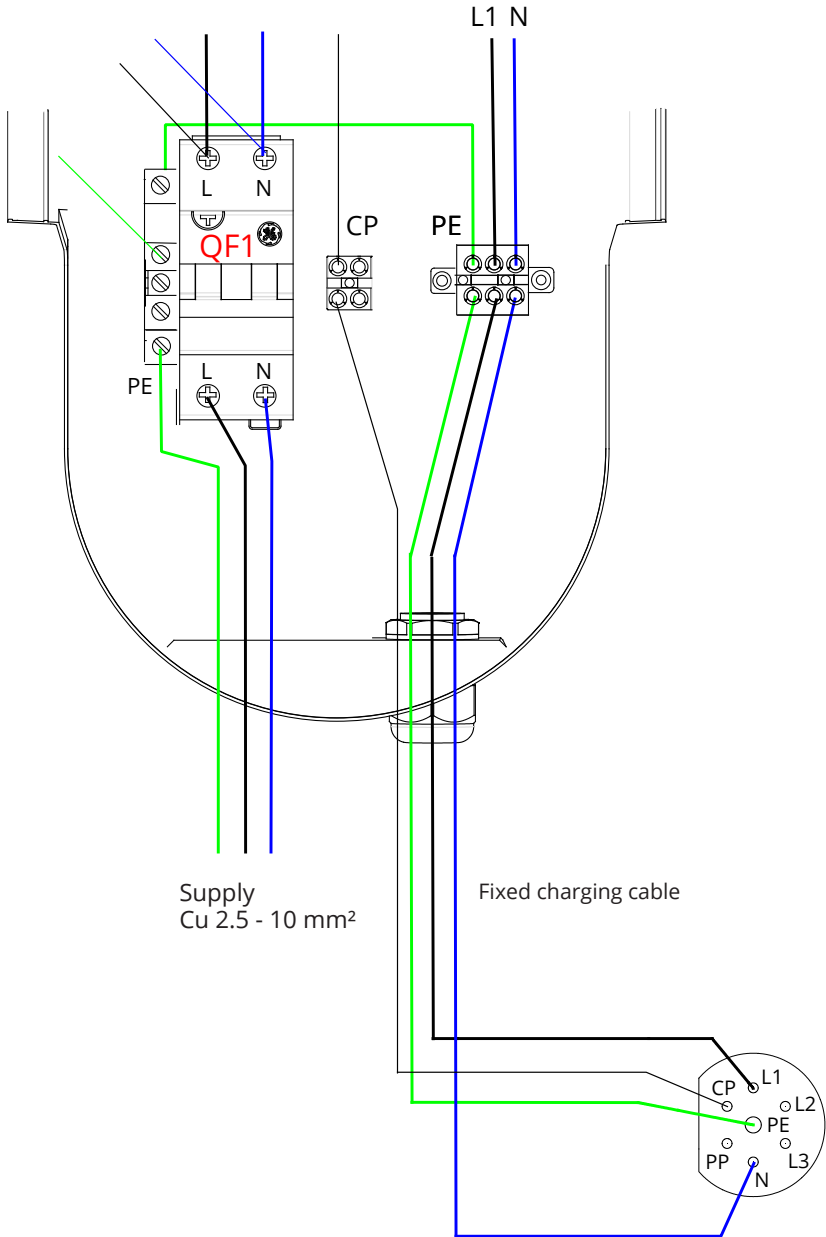 L1 N
L N
QF1
CP
PE
L N
PE
Supply
Cu 2.5 - 10 mm²
Fixed charging cable
L1
CP
L2
PE
PP
L3
N